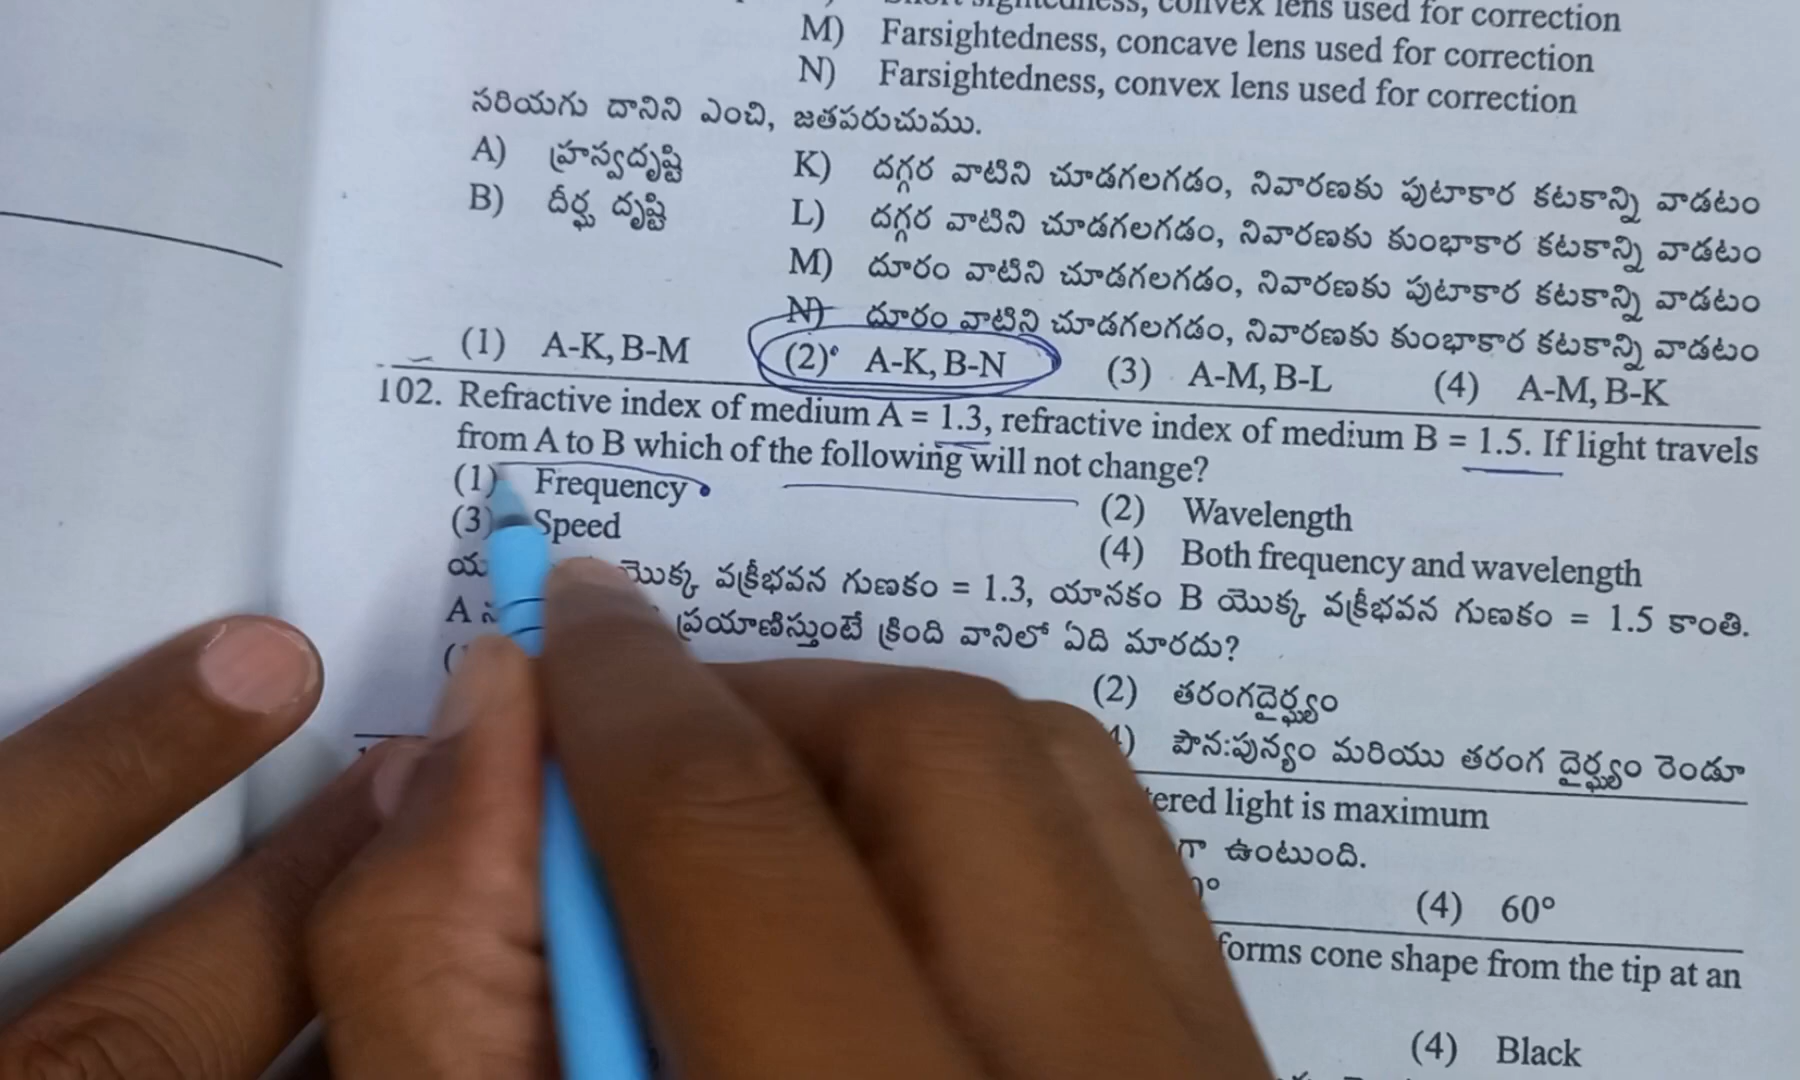 convex lens used for correction
M) Farsightedness, concave lens used for correction
N) Farsightedness, convex lens used for correction
సరియగు దానిని ఎంచి, జతపరుచుము.
A) హ్రస్వదృష్టి K) దగ్గర వాటిని చూడగలగడం, నివారణకు పుటాకార కటకాన్ని వాడటం
B) దీర్ఘ దృష్టి L) దగ్గర వాటిని చూడగలగడం, నివారణకు కుంభాకార కటకాన్ని వాడటం
M) దూరం వాటిని చూడగలగడం, నివారణకు పుటాకార కటకాన్ని వాడటం
N) దూరం వాటిని చూడగలగడం, నివారణకు కుంభాకార కటకాన్ని వాడటం
(1) A-K, B-M (2) A-K, B-N (3) A-M, B-L (4) A-M, B-K
102. Refractive index of medium A = 1.3, refractive index of medium B = 1.5. If light travels
from A to B which of the following will not change?
(1) Frequency (2) Wavelength
(3) Speed (4) Both frequency and wavelength
యొక్క వక్రీభవన గుణకం = 1.3, యానకం B యొక్క వక్రీభవన గుణకం = 1.5 కాంతి.
A ప్రయాణిస్తుంటే క్రింది వానిలో ఏది మారదు?
(2) తరంగదైర్ఘ్యం
పౌనఃపున్యం మరియు తరంగ దైర్ఘ్యం రెండూ
light is maximum
గా ఉంటుంది.
(4) 60°
forms cone shape from the tip at an
(4) Black